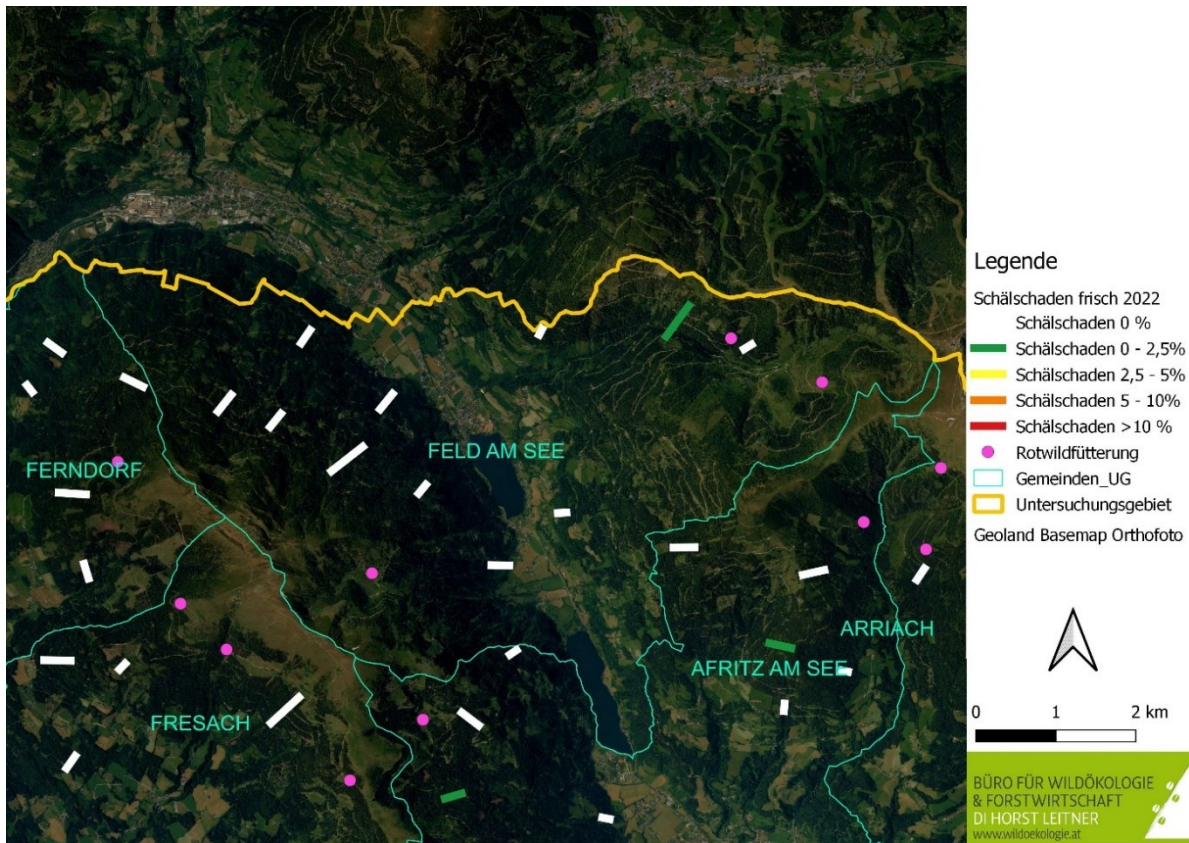 FERNDORF
FELD AM SEE
ARRIACH
AFRITZ AM SEE
FRESACH
Legende
Schälschaden frisch 2022
Schälschaden 0 %
Schälschaden 0 - 2,5%
Schälschaden 2,5 - 5%
Schälschaden 5 - 10%
Schälschaden >10 %
Rotwildfütterung
Gemeinden_UG
Untersuchungsgebiet
Geoland Basemap Orthofoto
0 1 2 km
BÜRO FÜR WILDÖKOLOGIE
& FORSTWIRTSCHAFT
DI HORST LEITNER
www.wildoekologie.at